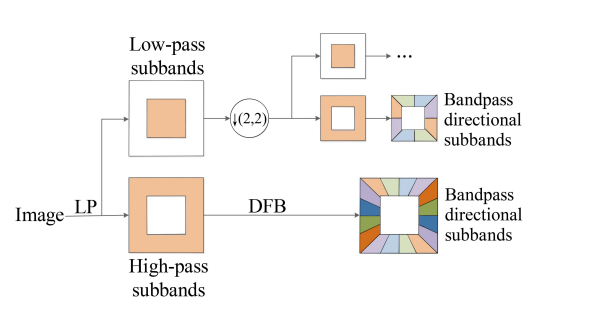 Low-pass
subbands
...
↓(2,2)
Bandpass
directional
subbands
Image
LP
DFB
Bandpass
directional
subbands
High-pass
subbands